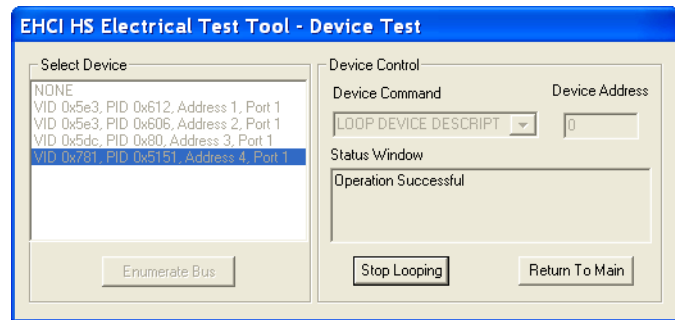 EHCI HS Electrical Test Tool - Device Test
Select Device
NONE
VID 0x5e3, PID 0x612, Address 1, Port 1
VID 0x5e3, PID 0x606, Address 2, Port 1
VID 0x5dc, PID 0x80, Address 3, Port 1
VID 0x781, PID 0x5151, Address 4, Port 1
Enumerate Bus
Device Control
Device Command
Device Address
LOOP DEVICE DESCRIPT
0
Status Window
Operation Successful
Stop Looping
Return To Main